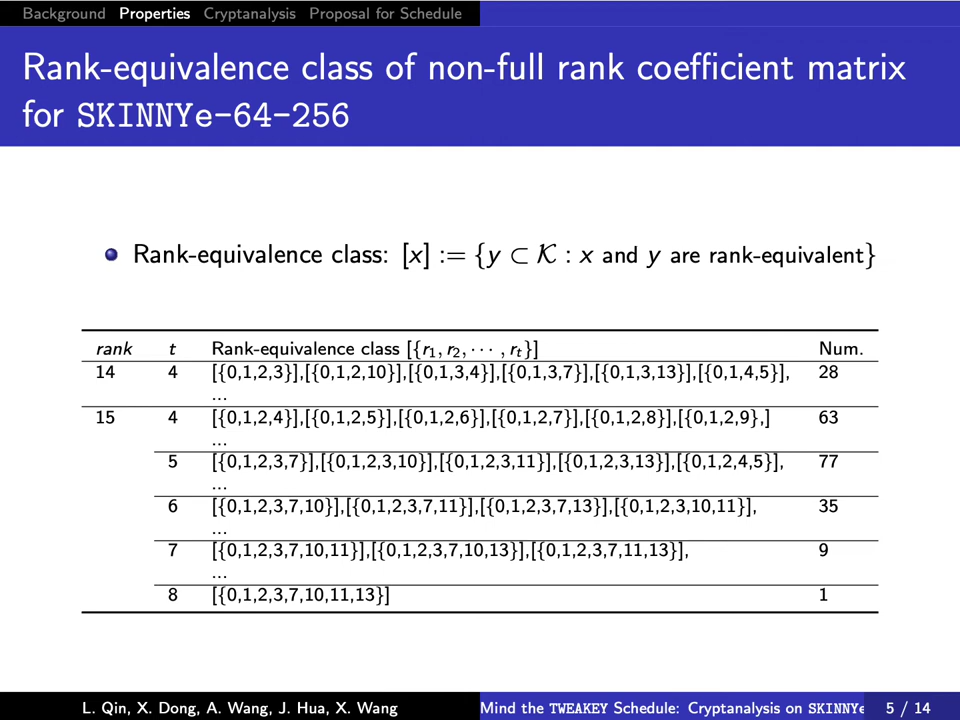 Background Properties Cryptanalysis Proposal for Schedule
Rank-equivalence class of non-full rank coefficient matrix
for SKINNYe-64-256
Rank-equivalence class: [x] := {y ⊂ 𝒦 : x and y are rank-equivalent}
rank t Rank-equivalence class [{r₁, r₂, ⋯ , rₜ}] Num.
14 4 [{0,1,2,3}],[{0,1,2,10}],[{0,1,3,4}],[{0,1,3,7}],[{0,1,3,13}],[{0,1,4,5}], 28
...
15 4 [{0,1,2,4}],[{0,1,2,5}],[{0,1,2,6}],[{0,1,2,7}],[{0,1,2,8}],[{0,1,2,9},] 63
...
5 [{0,1,2,3,7}],[{0,1,2,3,10}],[{0,1,2,3,11}],[{0,1,2,3,13}],[{0,1,2,4,5}], 77
...
6 [{0,1,2,3,7,10}],[{0,1,2,3,7,11}],[{0,1,2,3,7,13}],[{0,1,2,3,10,11}], 35
...
7 [{0,1,2,3,7,10,11}],[{0,1,2,3,7,10,13}],[{0,1,2,3,7,11,13}], 9
...
8 [{0,1,2,3,7,10,11,13}] 1
L. Qin, X. Dong, A. Wang, J. Hua, X. Wang Mind the TWEAKEY Schedule: Cryptanalysis on SKINNYe 5 / 14